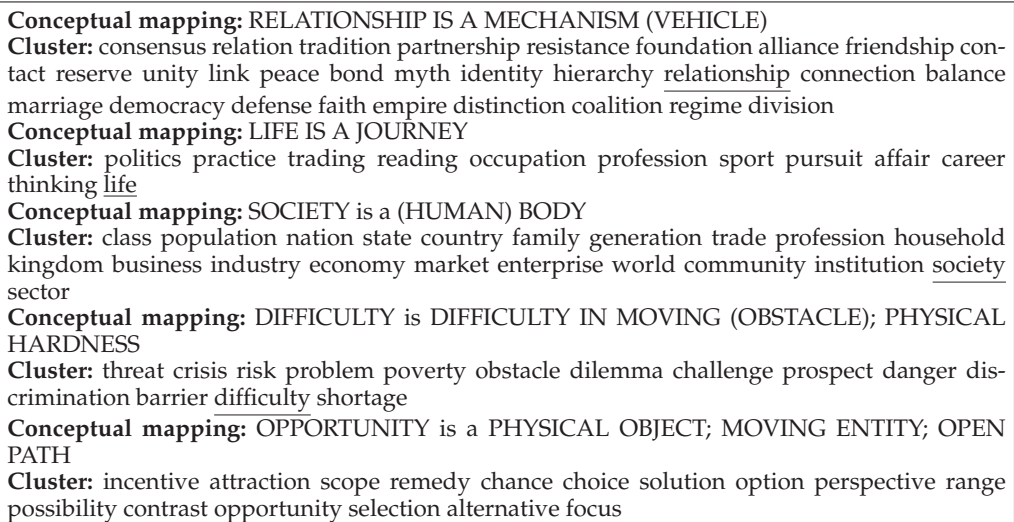 Conceptual mapping: RELATIONSHIP IS A MECHANISM (VEHICLE)
Cluster: consensus relation tradition partnership resistance foundation alliance friendship con-
tact reserve unity link peace bond myth identity hierarchy relationship connection balance
marriage democracy defense faith empire distinction coalition regime division
Conceptual mapping: LIFE IS A JOURNEY
Cluster: politics practice trading reading occupation profession sport pursuit affair career
thinking life
Conceptual mapping: SOCIETY is a (HUMAN) BODY
Cluster: class population nation state country family generation trade profession household
kingdom business industry economy market enterprise world community institution society
sector
Conceptual mapping: DIFFICULTY is DIFFICULTY IN MOVING (OBSTACLE); PHYSICAL
HARDNESS
Cluster: threat crisis risk problem poverty obstacle dilemma challenge prospect danger dis-
crimination barrier difficulty shortage
Conceptual mapping: OPPORTUNITY is a PHYSICAL OBJECT; MOVING ENTITY; OPEN
PATH
Cluster: incentive attraction scope remedy chance choice solution option perspective range
possibility contrast opportunity selection alternative focus